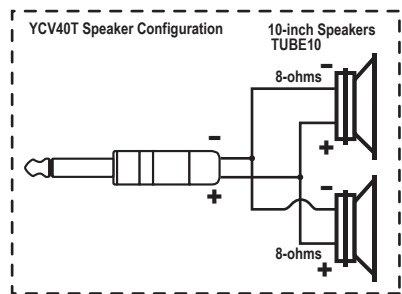 YCV40T Speaker Configuration
10-inch Speakers
TUBE10
-
8-ohms
-
+
-
+
8-ohms
+